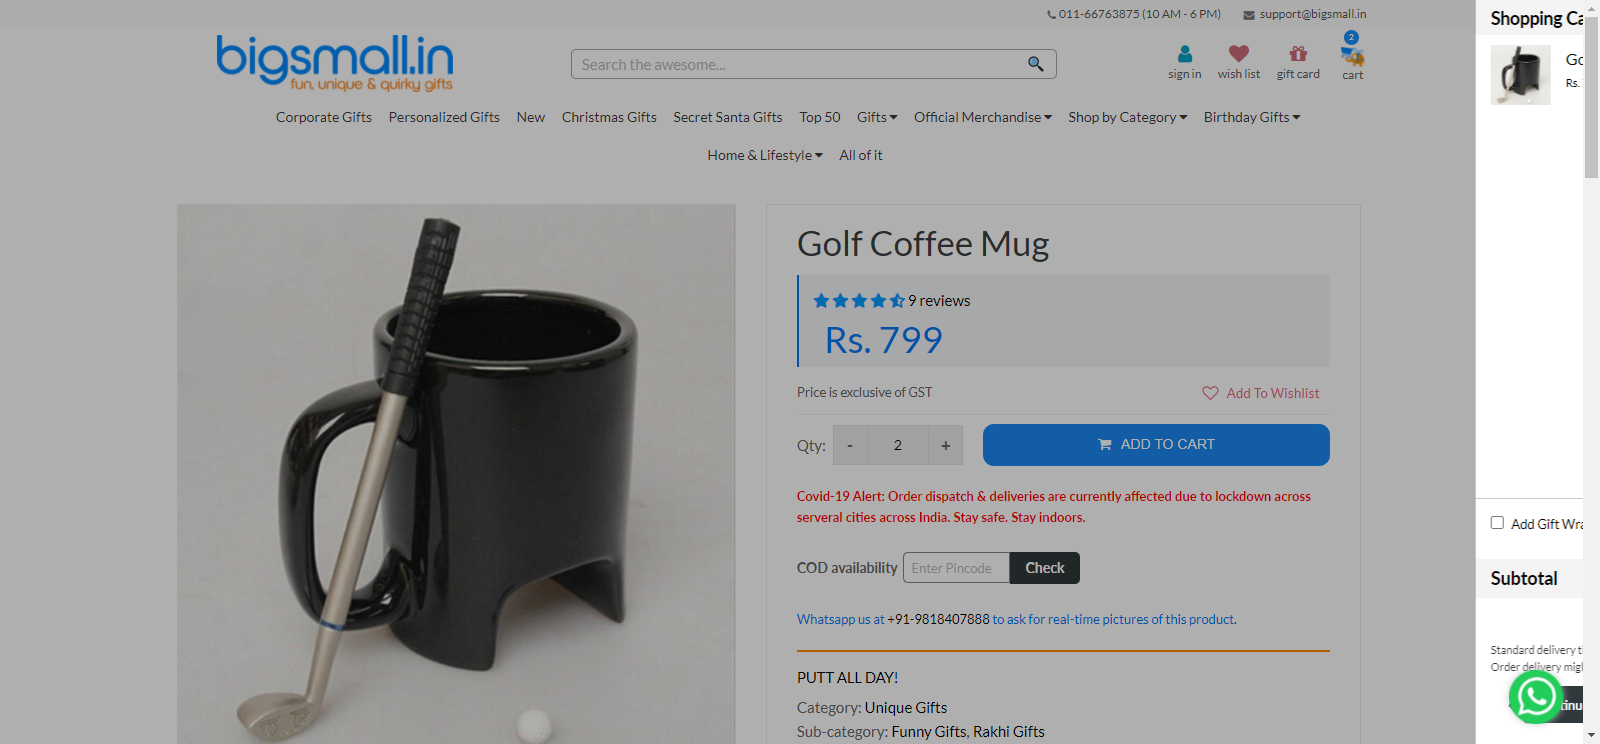 011-66763875 (10 AM - 6 PM) support@bigsmall.in
bigsmall.in
fun, unique & quirky gifts
Search the awesome...
sign in wish list gift card 2 cart
Corporate Gifts Personalized Gifts New Christmas Gifts Secret Santa Gifts Top 50 Gifts Official Merchandise Shop by Category Birthday Gifts
Home & Lifestyle All of it
Golf Coffee Mug
9 reviews
Rs. 799
Price is exclusive of GST Add To Wishlist
Qty: - 2 + ADD TO CART
Covid-19 Alert: Order dispatch & deliveries are currently affected due to lockdown across
serveral cities across India. Stay safe. Stay indoors.
COD availability Enter Pincode Check
Whatsapp us at +91-9818407888 to ask for real-time pictures of this product.
PUTT ALL DAY!
Category: Unique Gifts
Sub-category: Funny Gifts, Rakhi Gifts
Shopping
Rs.
Add Gift
Subtotal
Standard delivery
Order delivery